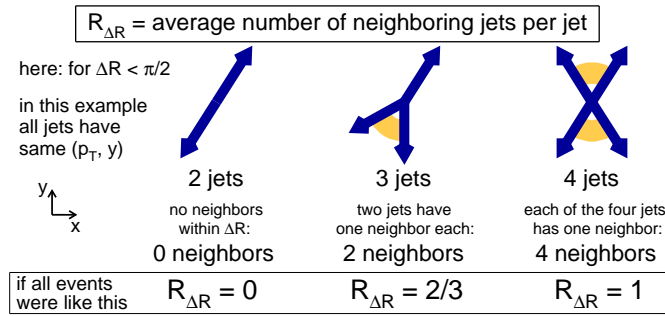 R_ΔR = average number of neighboring jets per jet
here: for ΔR < π/2
in this example
all jets have
same (p_T, y)
y
x
2 jets
3 jets
4 jets
no neighbors
within ΔR:
0 neighbors
two jets have
one neighbor each:
2 neighbors
each of the four jets
has one neighbor:
4 neighbors
if all events
were like this
R_ΔR = 0
R_ΔR = 2/3
R_ΔR = 1